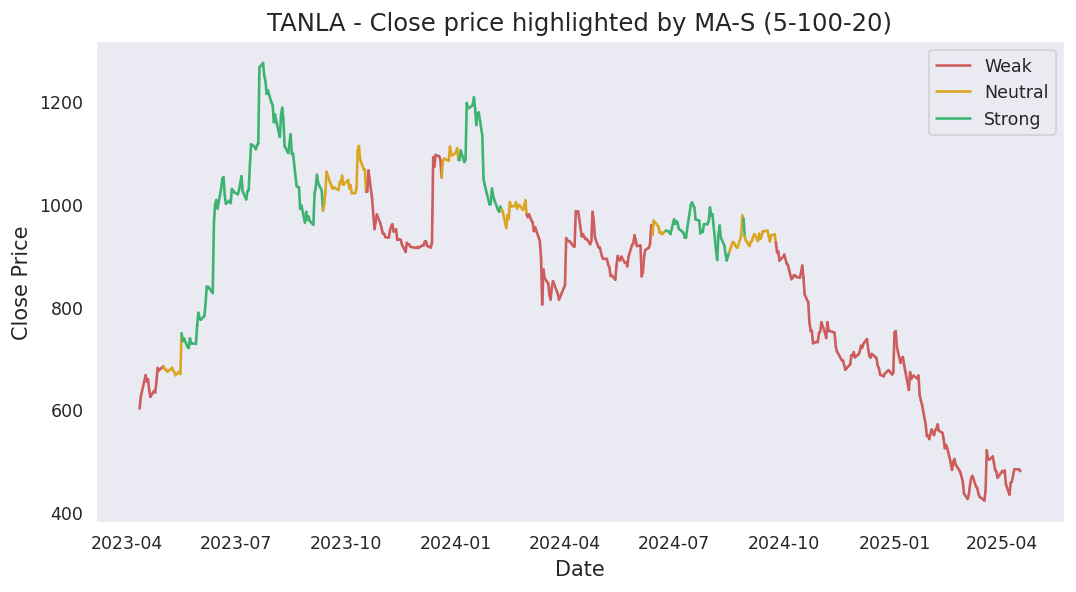 TANLA - Close price highlighted by MA-S (5-100-20)
Weak
Neutral
Strong
Close Price
1200
1000
800
600
400
2023-04 2023-07 2023-10 2024-01 2024-04 2024-07 2024-10 2025-01 2025-04
Date